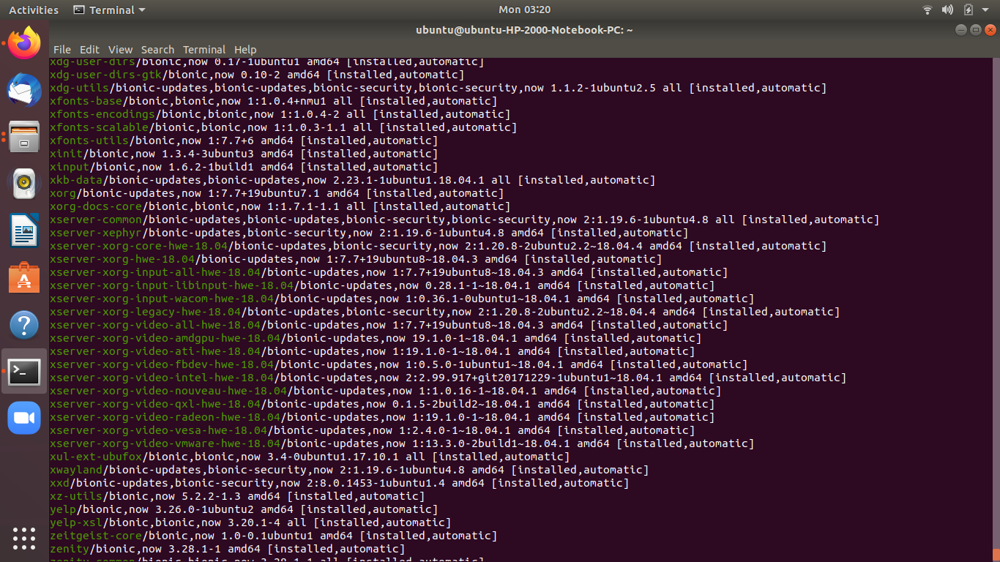 Activities Terminal Mon 03:20
ubuntu@ubuntu-HP-2000-Notebook-PC: ~
File Edit View Search Terminal Help
xdg-user-dirs/bionic,now 0.17-1ubuntu1 amd64 [installed,automatic]
xdg-user-dirs-gtk/bionic,now 0.10-2 amd64 [installed,automatic]
xdg-utils/bionic-updates,bionic-updates,bionic-security,bionic-security,now 1.1.2-1ubuntu2.5 all [installed,automatic]
xfonts-base/bionic,bionic,now 1:1.0.4+nmu1 all [installed,automatic]
xfonts-encodings/bionic,bionic,now 1:1.0.4-2 all [installed,automatic]
xfonts-scalable/bionic,bionic,now 1:1.0.3-1.1 all [installed,automatic]
xfonts-utils/bionic,now 1:7.7+6 amd64 [installed,automatic]
xinit/bionic,now 1.3.4-3ubuntu3 amd64 [installed,automatic]
xinput/bionic,now 1.6.2-1build1 amd64 [installed,automatic]
xkb-data/bionic-updates,bionic-updates,now 2.23.1-1ubuntu1.18.04.1 all [installed,automatic]
xorg/bionic-updates,now 1:7.7+19ubuntu7.1 amd64 [installed,automatic]
xorg-docs-core/bionic,bionic,now 1:1.7.1-1.1 all [installed,automatic]
xserver-common/bionic-updates,bionic-updates,bionic-security,bionic-security,now 2:1.19.6-1ubuntu4.8 all [installed,automatic]
xserver-xephyr/bionic-updates,bionic-security,now 2:1.19.6-1ubuntu4.8 amd64 [installed,automatic]
xserver-xorg-core-hwe-18.04/bionic-updates,bionic-security,now 2:1.20.8-2ubuntu2.2~18.04.4 amd64 [installed,automatic]
xserver-xorg-hwe-18.04/bionic-updates,now 1:7.7+19ubuntu8~18.04.3 amd64 [installed,automatic]
xserver-xorg-input-all-hwe-18.04/bionic-updates,now 1:7.7+19ubuntu8~18.04.3 amd64 [installed,automatic]
xserver-xorg-input-libinput-hwe-18.04/bionic-updates,now 0.28.1-1~18.04.1 amd64 [installed,automatic]
xserver-xorg-input-wacom-hwe-18.04/bionic-updates,now 1:0.36.1-0ubuntu1~18.04.1 amd64 [installed,automatic]
xserver-xorg-legacy-hwe-18.04/bionic-updates,bionic-security,now 2:1.20.8-2ubuntu2.2~18.04.4 amd64 [installed,automatic]
xserver-xorg-video-all-hwe-18.04/bionic-updates,now 1:7.7+19ubuntu8~18.04.3 amd64 [installed,automatic]
xserver-xorg-video-amdgpu-hwe-18.04/bionic-updates,now 19.1.0-1~18.04.1 amd64 [installed,automatic]
xserver-xorg-video-ati-hwe-18.04/bionic-updates,now 1:19.1.0-1~18.04.1 amd64 [installed,automatic]
xserver-xorg-video-fbdev-hwe-18.04/bionic-updates,now 1:0.5.0-1ubuntu1~18.04.1 amd64 [installed,automatic]
xserver-xorg-video-intel-hwe-18.04/bionic-updates,now 2:2.99.917+git20171229-1ubuntu1~18.04.1 amd64 [installed,automatic]
xserver-xorg-video-nouveau-hwe-18.04/bionic-updates,now 1:1.0.16-1~18.04.1 amd64 [installed,automatic]
xserver-xorg-video-qxl-hwe-18.04/bionic-updates,now 0.1.5-2build2~18.04.1 amd64 [installed,automatic]
xserver-xorg-video-radeon-hwe-18.04/bionic-updates,now 1:19.1.0-1~18.04.1 amd64 [installed,automatic]
xserver-xorg-video-vesa-hwe-18.04/bionic-updates,now 1:2.4.0-1~18.04.1 amd64 [installed,automatic]
xserver-xorg-video-vmware-hwe-18.04/bionic-updates,now 1:13.3.0-2build1~18.04.1 amd64 [installed,automatic]
xul-ext-ubufox/bionic,bionic,now 3.4-0ubuntu1.17.10.1 all [installed,automatic]
xwayland/bionic-updates,bionic-security,now 2:1.19.6-1ubuntu4.8 amd64 [installed,automatic]
xxd/bionic-updates,bionic-security,now 2:8.0.1453-1ubuntu1.4 amd64 [installed,automatic]
xz-utils/bionic,now 5.2.2-1.3 amd64 [installed,automatic]
yelp/bionic,now 3.26.0-1ubuntu2 amd64 [installed,automatic]
yelp-xsl/bionic,bionic,now 3.20.1-4 all [installed,automatic]
zeitgeist-core/bionic,now 1.0-0.1ubuntu1 amd64 [installed,automatic]
zenity/bionic,now 3.28.1-1 amd64 [installed,automatic]
zenity-common/bionic,bionic,now 3.28.1-1 all [installed,automatic]